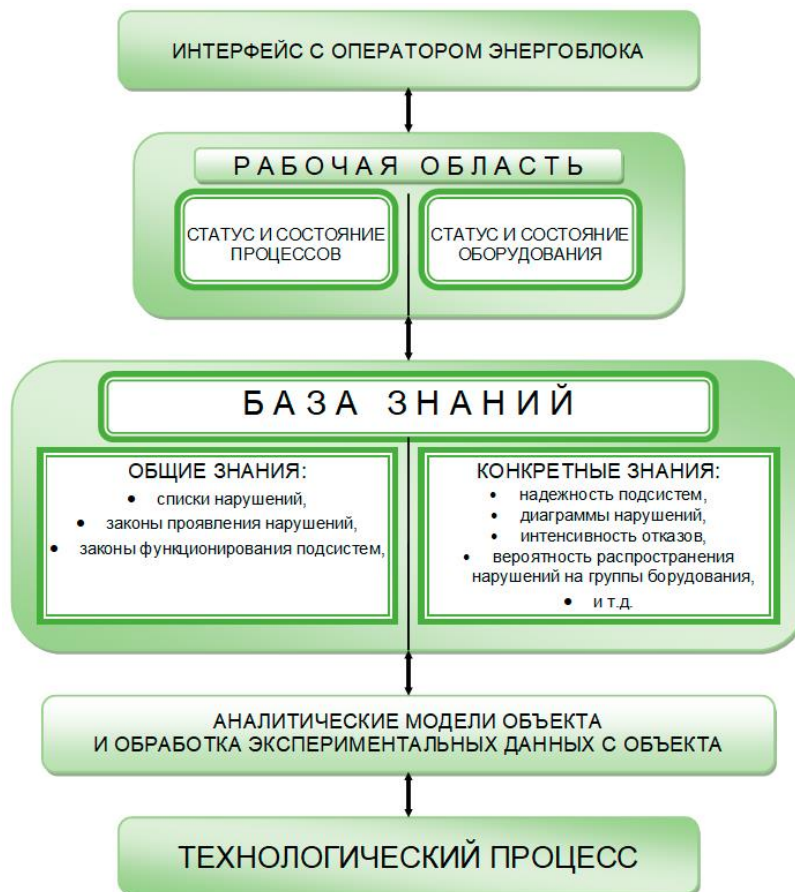 ИНТЕРФЕЙС С ОПЕРАТОРОМ ЭНЕРГОБЛОКА
РАБОЧАЯ ОБЛАСТЬ
СТАТУС И СОСТОЯНИЕ
ПРОЦЕССОВ
СТАТУС И СОСТОЯНИЕ
ОБОРУДОВАНИЯ
БАЗА ЗНАНИЙ
ОБЩИЕ ЗНАНИЯ:
• списки нарушений,
• законы проявления нарушений,
• законы функционирования подсистем,
КОНКРЕТНЫЕ ЗНАНИЯ:
• надежность подсистем,
• диаграммы нарушений,
• интенсивность отказов,
• вероятность распространения
нарушений на группы борудования,
• и т.д.
АНАЛИТИЧЕСКИЕ МОДЕЛИ ОБЪЕКТА
И ОБРАБОТКА ЭКСПЕРИМЕНТАЛЬНЫХ ДАННЫХ С ОБЪЕКТА
ТЕХНОЛОГИЧЕСКИЙ ПРОЦЕСС